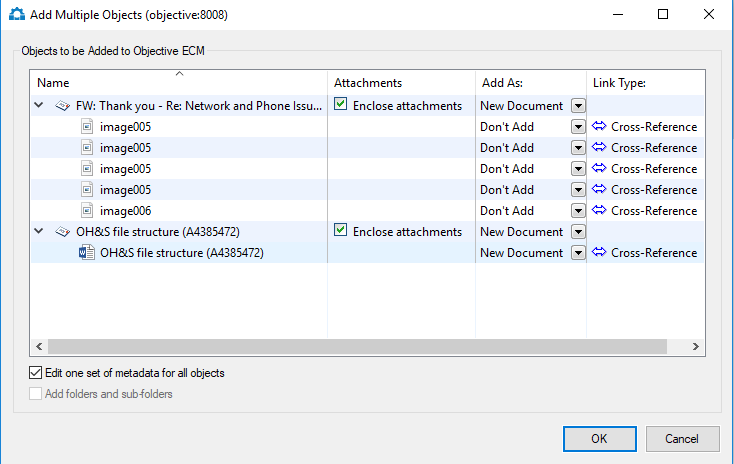 Add Multiple Objects (objective:8008)
Objects to be Added to Objective ECM
Name Attachments Add As: Link Type:
FW: Thank you - Re: Network and Phone Issu... Enclose attachments New Document
image005 Don't Add Cross-Reference
image005 Don't Add Cross-Reference
image005 Don't Add Cross-Reference
image005 Don't Add Cross-Reference
image006 Don't Add Cross-Reference
OH&S file structure (A4385472) Enclose attachments New Document
OH&S file structure (A4385472) New Document Cross-Reference
Edit one set of metadata for all objects
Add folders and sub-folders
OK Cancel